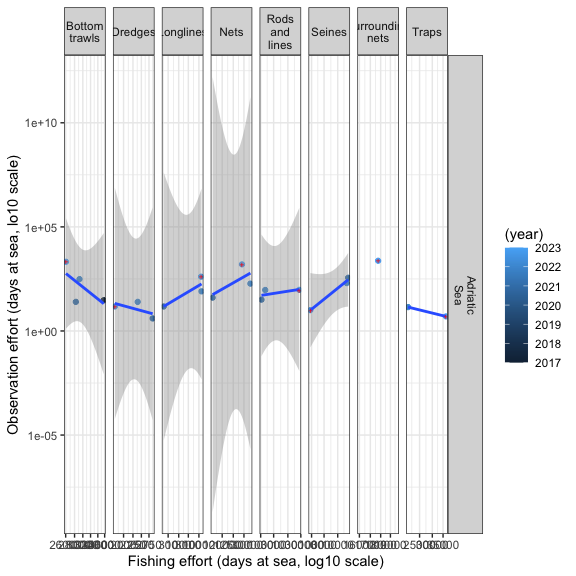 Bottom
trawls
Dredges
Longlines
Nets
Rods
and
lines
Seines
urroundin
nets
Traps
Adriatic
Sea
1e+10
1e+05
1e+00
1e-05
Observation effort (days at sea, lo10 scale)
Fishing effort (days at sea, log10 scale)
(year)
2023
2022
2021
2020
2019
2018
2017